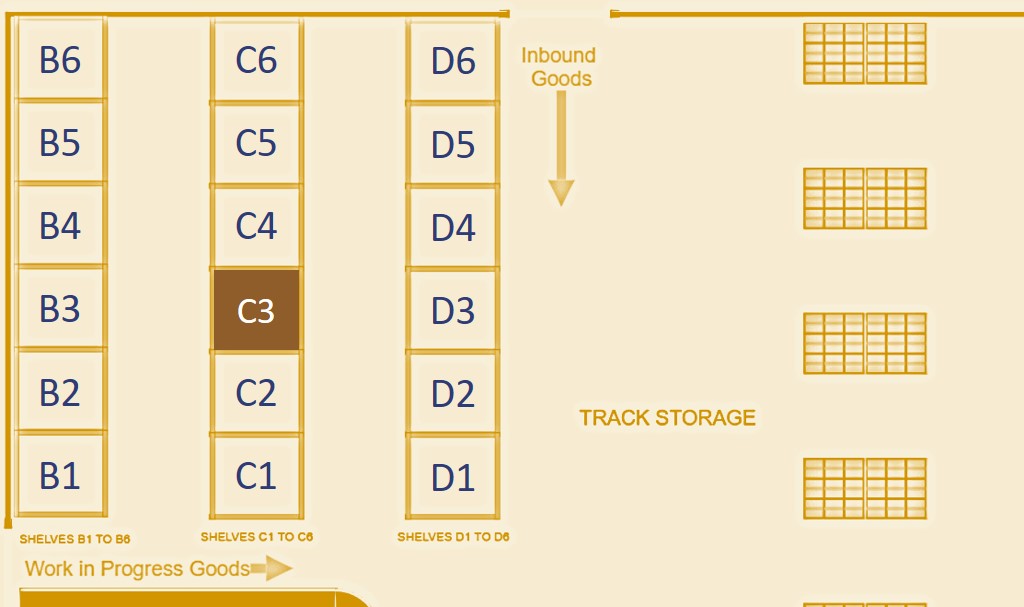 B6
B5
B4
B3
B2
B1
SHELVES B1 TO B6
C6
C5
C4
C3
C2
C1
SHELVES C1 TO C6
D6
D5
D4
D3
D2
D1
SHELVES D1 TO D6
Inbound
Goods
TRACK STORAGE
Work in Progress Goods